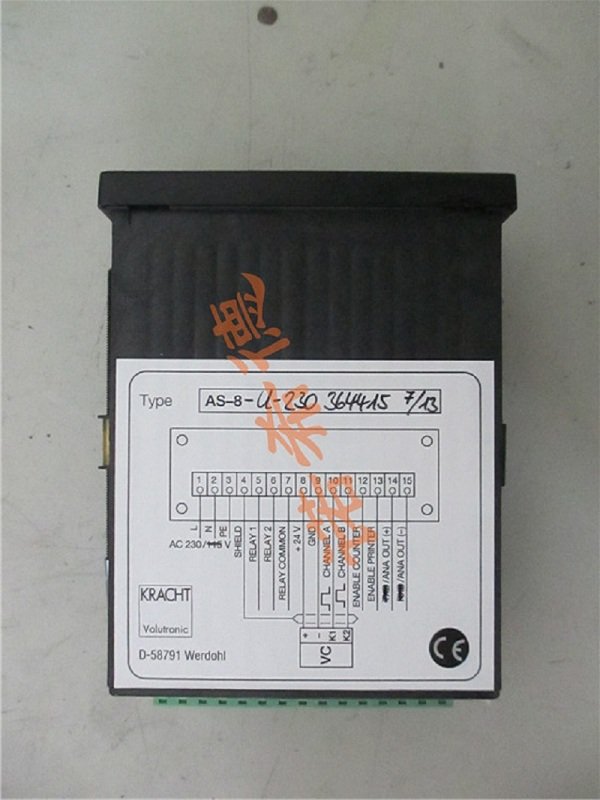 Type AS-8-U-230 364415 7/13
1 2 3 4 5 6 7 8 9 10 11 12 13 14 15
L
N
PE
AC 230/115 V
SHIELD
RELAY 1
RELAY 2
RELAY COMMON
+ 24 V
GND
CHANNEL A
CHANNEL B
ENABLE COUNTER
ENABLE PRINTER
/ANA OUT (+)
/ANA OUT (–)
+ – K1 K2
VC
KRACHT
Volutronic
D-58791 Werdohl
CE